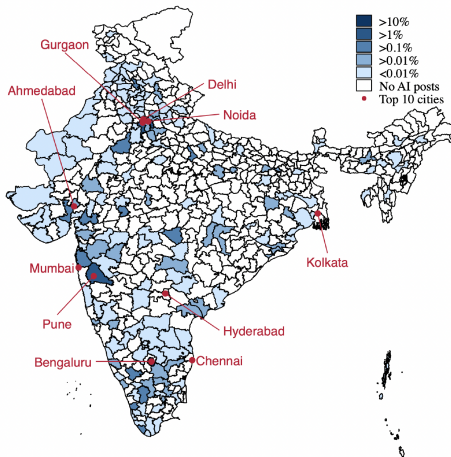 >10%
>1%
>0.1%
>0.01%
<0.01%
No AI posts
Top 10 cities
Gurgaon
Delhi
Ahmedabad
Noida
Mumbai
Kolkata
Pune
Hyderabad
Bengaluru
Chennai